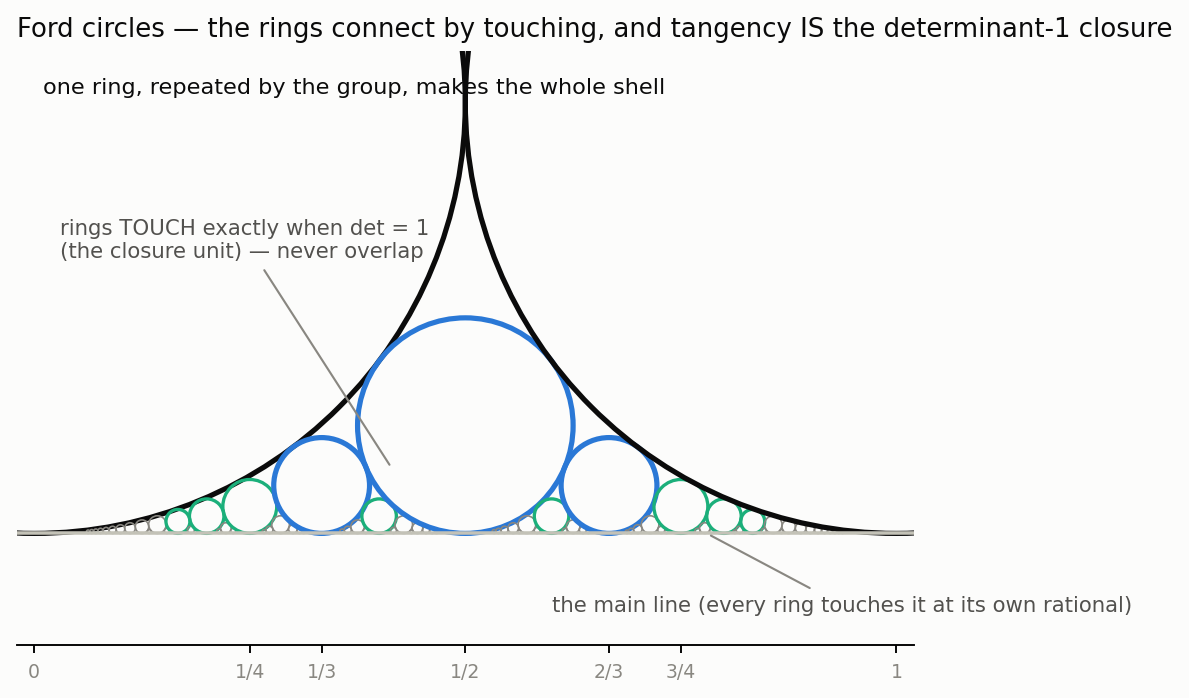 Ford circles — the rings connect by touching, and tangency IS the determinant-1 closure
one ring, repeated by the group, makes the whole shell
rings TOUCH exactly when det = 1
(the closure unit) — never overlap
the main line (every ring touches it at its own rational)
0 1/4 1/3 1/2 2/3 3/4 1